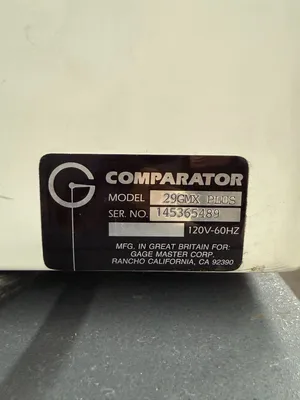 G COMPARATOR
MODEL 29GMX PLUS
SER. NO. 145365489
120V-60HZ
MFG. IN GREAT BRITAIN FOR:
GAGE MASTER CORP.
RANCHO CALIFORNIA, CA 92390